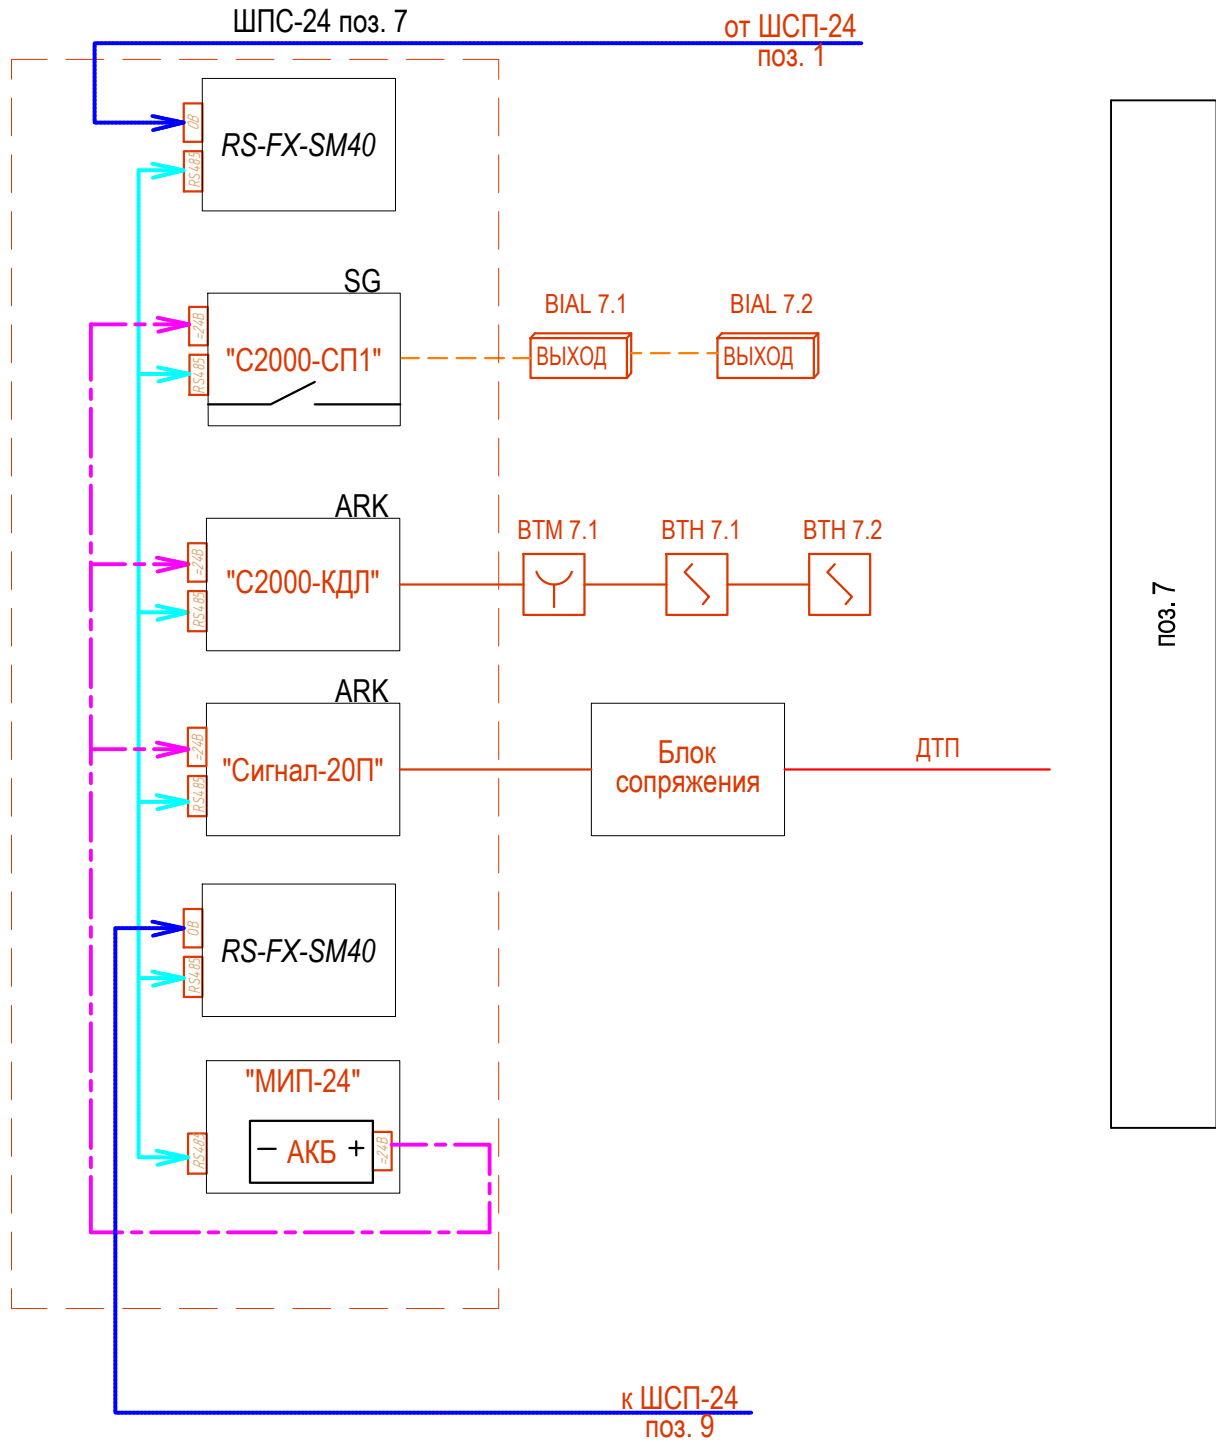 ШПС-24 поз. 7
от ШСП-24
поз. 1
ОВ
RS485
RS-FX-SM40
SG
=24В
RS485
"С2000-СП1"
BIAL 7.1
ВЫХОД
BIAL 7.2
ВЫХОД
ARK
=24В
RS485
"С2000-КДЛ"
BTM 7.1
BTH 7.1
BTH 7.2
поз. 7
ARK
=24В
RS485
"Сигнал-20П"
Блок
сопряжения
ДТП
ОВ
RS485
RS-FX-SM40
"МИП-24"
RS485
– АКБ +
=24В
к ШСП-24
поз. 9